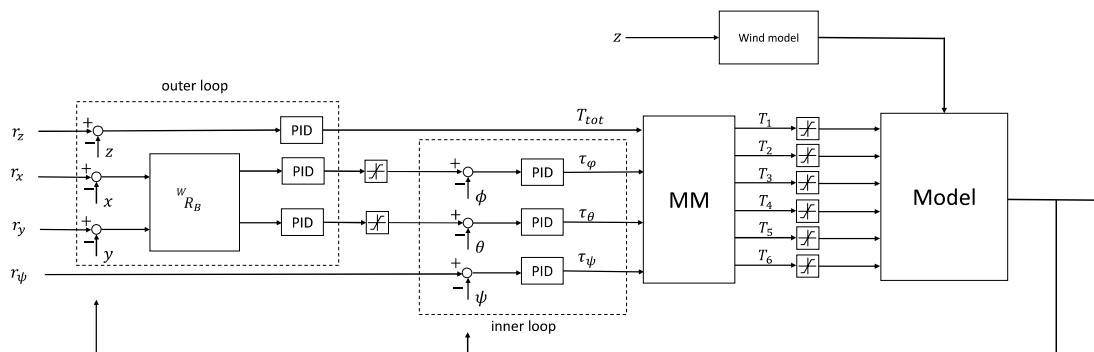 z
Wind model
outer loop
r_z
+
−
z
PID
T_tot
r_x
+
−
x
W
R_B
PID
+
−
ϕ
PID
τ_φ
r_y
+
−
y
PID
+
−
θ
PID
τ_θ
r_ψ
+
−
ψ
PID
τ_ψ
inner loop
MM
T_1
T_2
T_3
T_4
T_5
T_6
Model